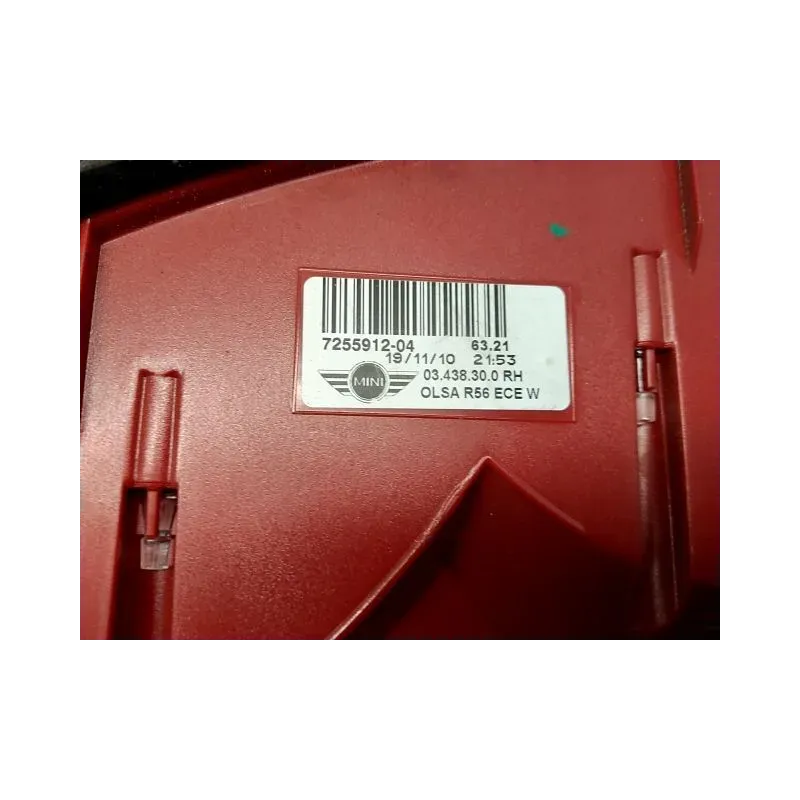 7255912-04 63.21
19/11/10 21:53
MINI 03.438.30.0 RH
OLSA R56 ECE W